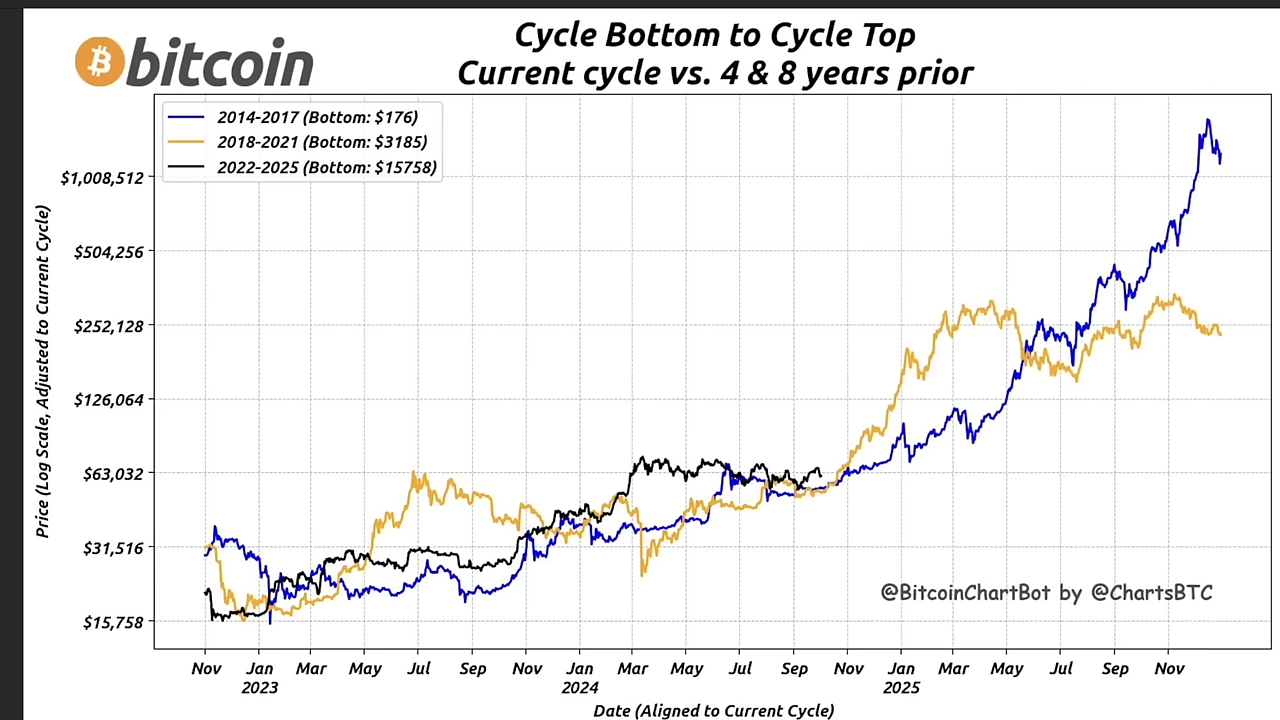 bitcoin
Cycle Bottom to Cycle Top
Current cycle vs. 4 & 8 years prior
2014-2017 (Bottom: $176)
2018-2021 (Bottom: $3185)
2022-2025 (Bottom: $15758)
Price (Log Scale, Adjusted to Current Cycle)
$1,008,512
$504,256
$252,128
$126,064
$63,032
$31,516
$15,758
@BitcoinChartBot by @ChartsBTC
Nov Jan Mar May Jul Sep Nov Jan Mar May Jul Sep Nov Jan Mar May Jul Sep Nov
2023 2024 2025
Date (Aligned to Current Cycle)